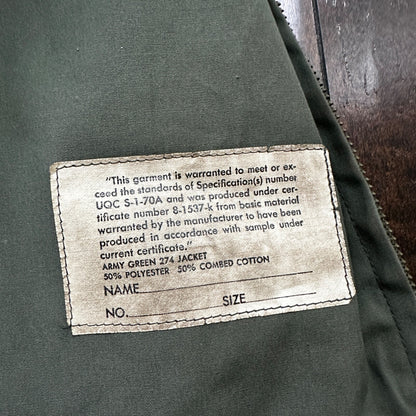 "This garment is warranted to meet or ex-
ceed the standards of Specification(s) number
UQC S-1-70A and was produced under cer-
tificate number 8-1537-k from basic material
warranted by the manufacturer to have been
produced in accordance with sample under
current certificate."
ARMY GREEN 274 JACKET
50% POLYESTER 50% COMBED COTTON
NAME
NO. SIZE